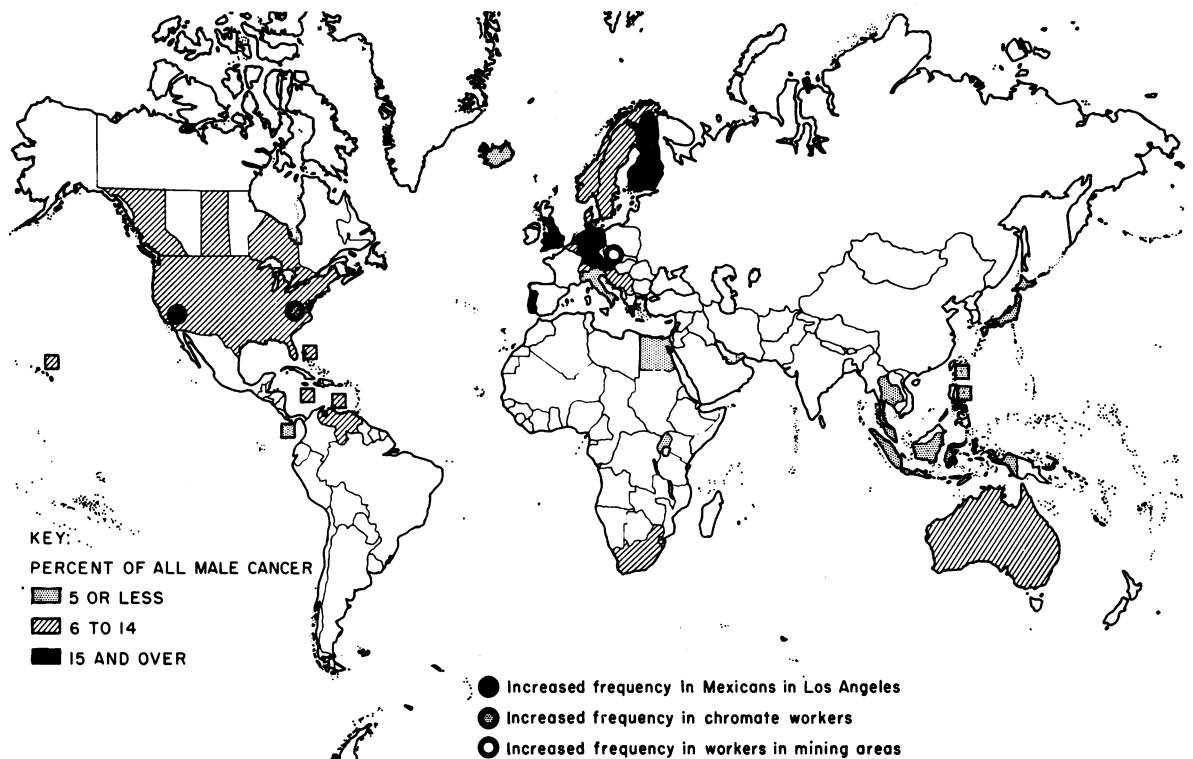 KEY:
PERCENT OF ALL MALE CANCER
5 OR LESS
6 TO 14
15 AND OVER
Increased frequency in Mexicans in Los Angeles
Increased frequency in chromate workers
Increased frequency in workers in mining areas